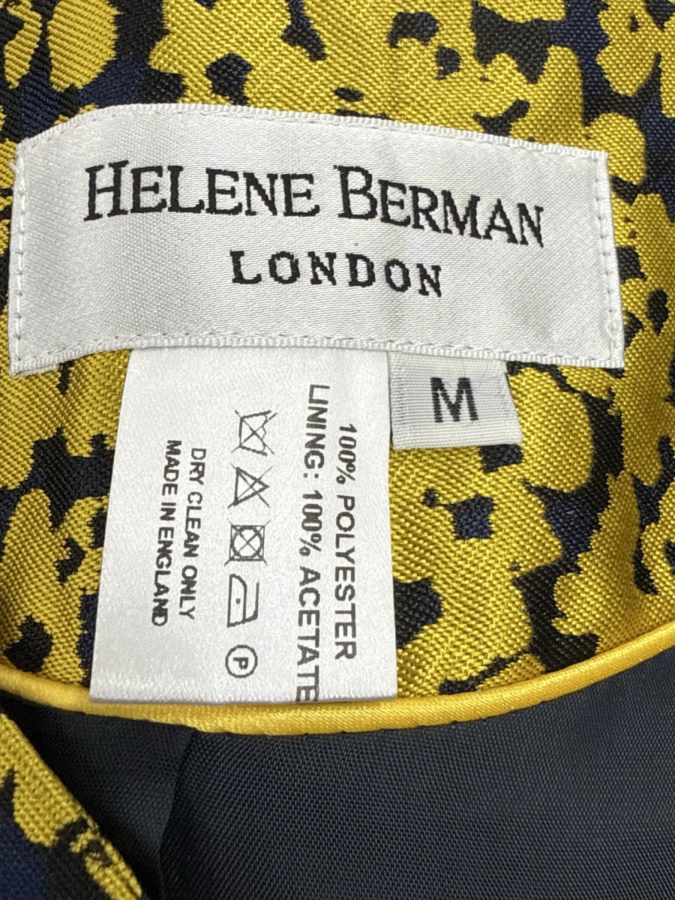 HELENE BERMAN
LONDON
M
100% POLYESTER
LINING: 100% ACETATE
P
DRY CLEAN ONLY
MADE IN ENGLAND